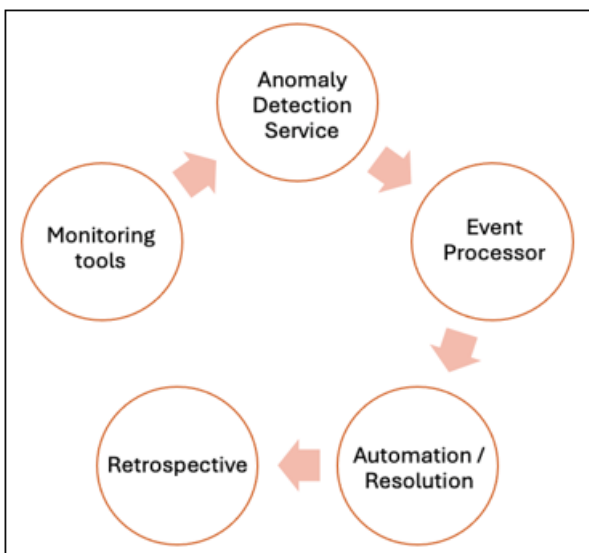 Anomaly
Detection
Service
Monitoring
tools
Event
Processor
Retrospective
Automation /
Resolution